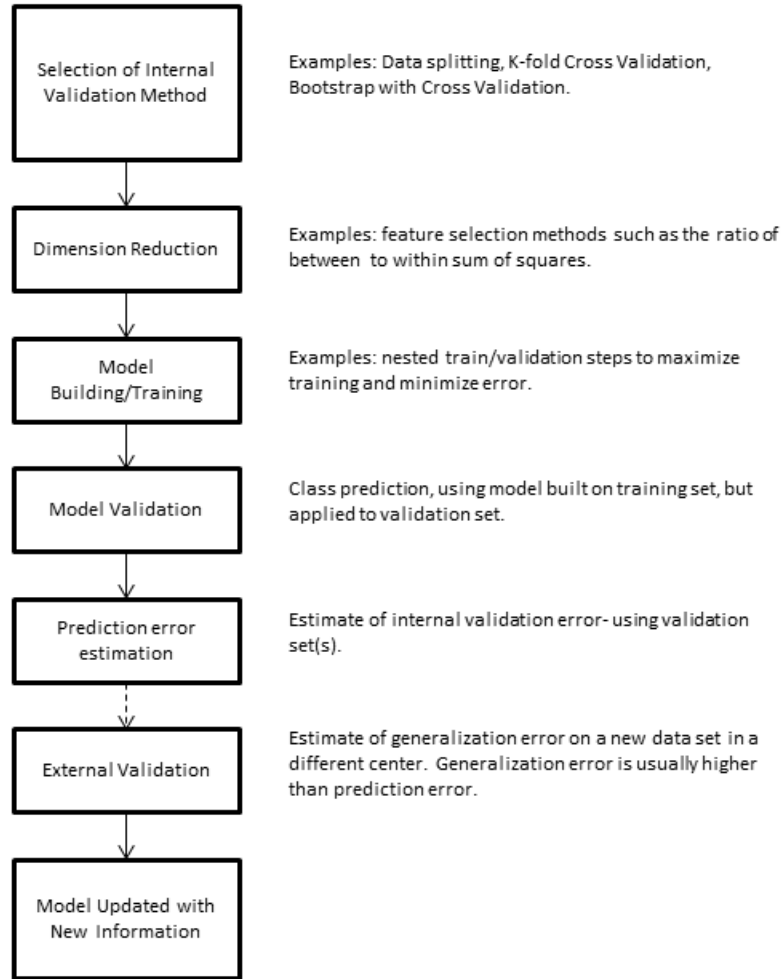 Selection of Internal
Validation Method
Examples: Data splitting, K-fold Cross Validation,
Bootstrap with Cross Validation.
Dimension Reduction
Examples: feature selection methods such as the ratio of
between to within sum of squares.
Model
Building/Training
Examples: nested train/validation steps to maximize
training and minimize error.
Model Validation
Class prediction, using model built on training set, but
applied to validation set.
Prediction error
estimation
Estimate of internal validation error- using validation
set(s).
External Validation
Estimate of generalization error on a new data set in a
different center. Generalization error is usually higher
than prediction error.
Model Updated with
New Information